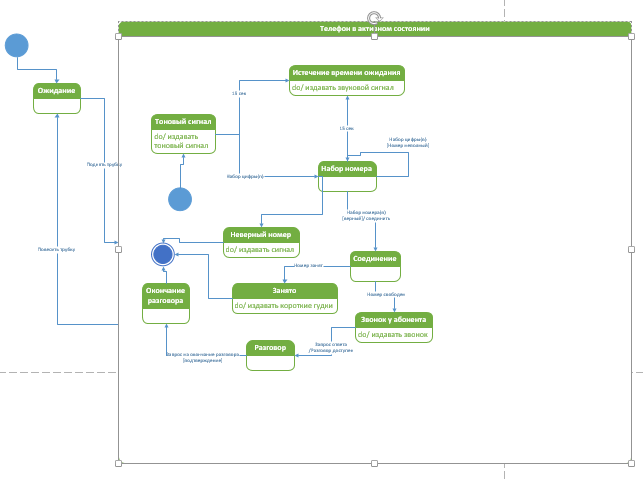 Телефон в активном состоянии
Истечение времени ожидания
do/ издавать звуковой сигнал
Ожидание
15 сек
Тоновый сигнал
do/ издавать
тоновый сигнал
15 сек
Набор цифры(n)
[Номер неполный]
Поднять трубку
Набор цифры(n)
Набор номера
Набор номера(n)
[верный]/ соединить
Неверный номер
do/ издавать сигнал
Повесить трубку
Соединение
Номер занят
Окончание
разговора
Занято
do/ издавать короткие гудки
Номер свободен
Звонок у абонента
do/ издавать звонок
Разговор
Запрос ответа
/Разговор доступен
Запрос на окончание разговора
[подтверждение]